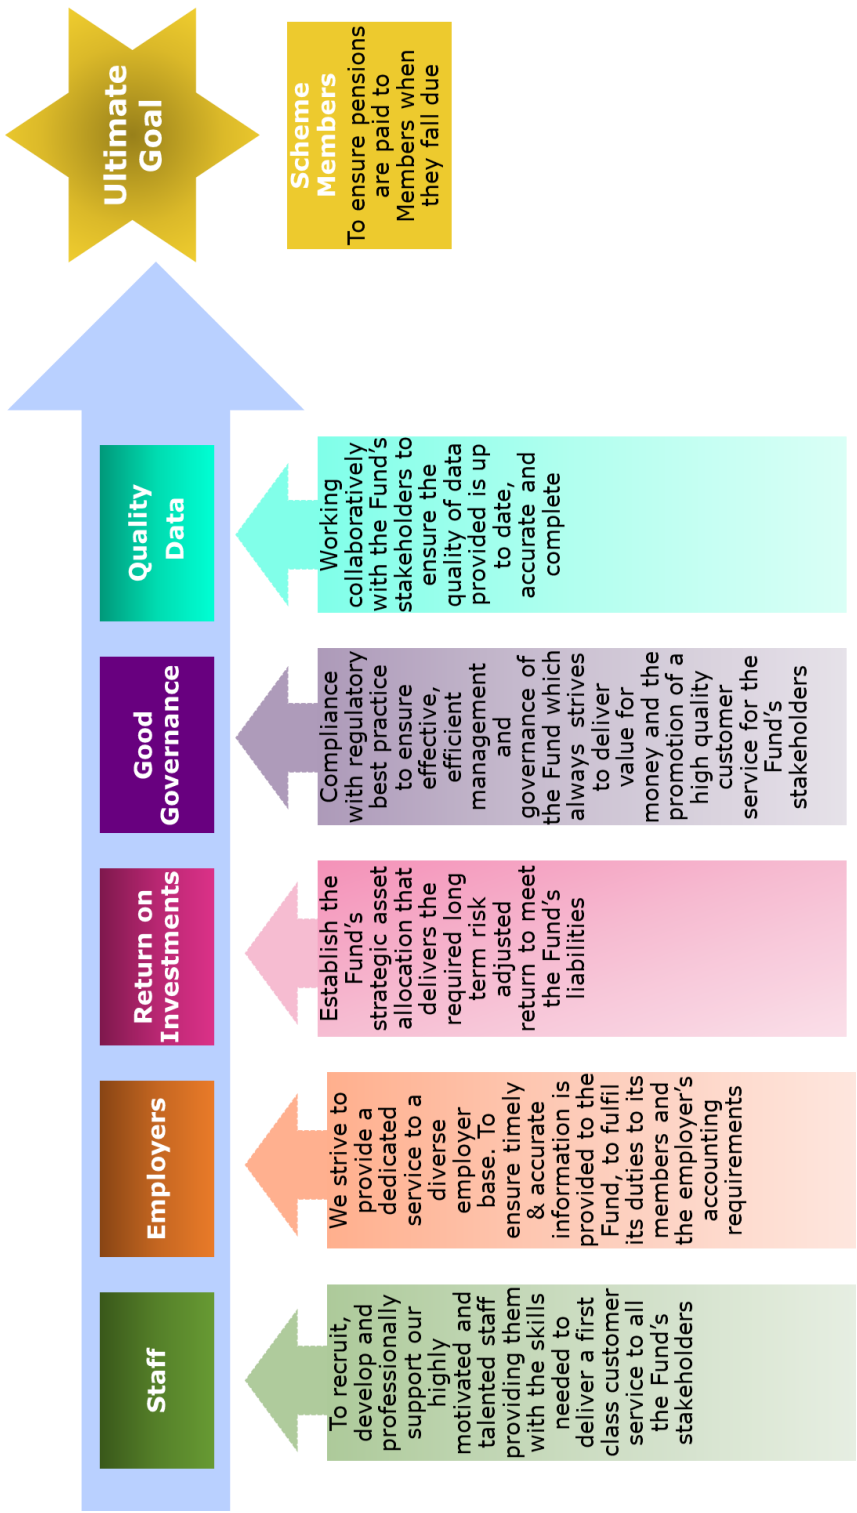 Staff
To recruit,
develop and
professionally
support our
highly
motivated and
talented staff
providing them
with the skills
needed to
deliver a first
class customer
service to all
the Fund's
stakeholders
Employers
We strive to
provide a
dedicated
service to a
diverse
employer
base. To
ensure timely
& accurate
information is
provided to the
Fund, to fulfil
its duties to its
members and
the employer's
accounting
requirements
Return on
Investments
Establish the
Fund's
strategic asset
allocation that
delivers the
required long
term risk
adjusted
return to meet
the Fund's
liabilities
Good
Governance
Compliance
with regulatory
best practice
to ensure
effective,
efficient
management
and
governance of
the Fund which
always strives
to deliver
value for
money and the
promotion of a
high quality
customer
service for the
Fund's
stakeholders
Quality
Data
Working
collaboratively
with the Fund's
stakeholders to
ensure the
quality of data
provided is up
to date,
accurate and
complete
Ultimate
Goal
Scheme
Members
To ensure pensions
are paid to
Members when
they fall due